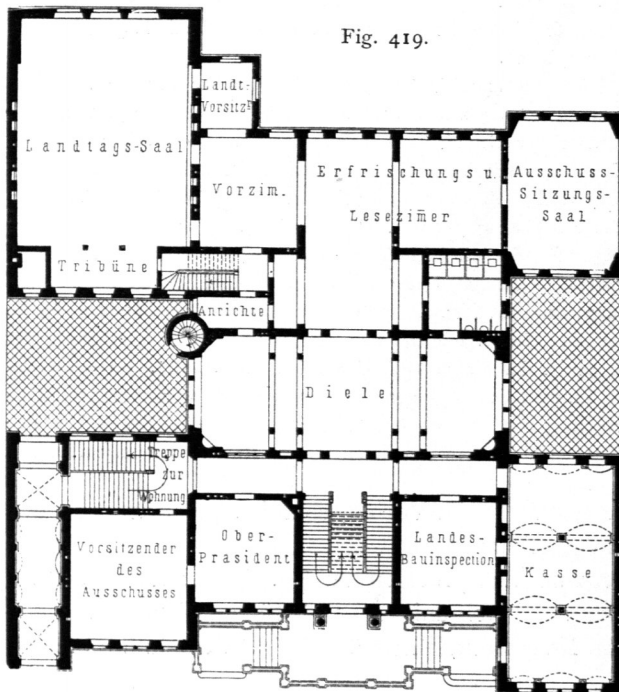 Fig. 419.
Landt-
Vorsitz.
Landtags-Saal
Vorzim.
Erfrischungs u.
Lesezimer
Ausschuss-
Sitzungs-
Saal
Tribüne
Anrichte
Diele
Treppe
zur
Wohnung
Vorsitzender
des
Ausschusses
Ober-
Präsident
Landes-
Bauinspection
Kasse